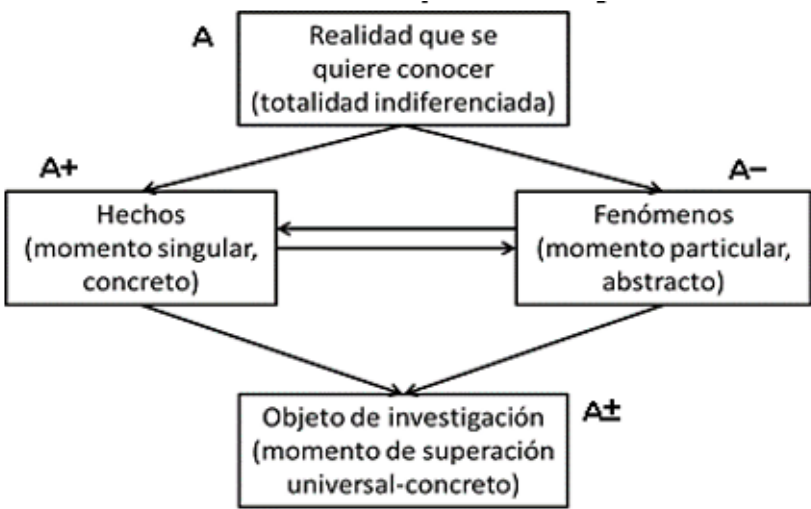 A
Realidad que se
quiere conocer
(totalidad indiferenciada)
A+
Hechos
(momento singular,
concreto)
A−
Fenómenos
(momento particular,
abstracto)
Objeto de investigación
(momento de superación
universal-concreto)
A±